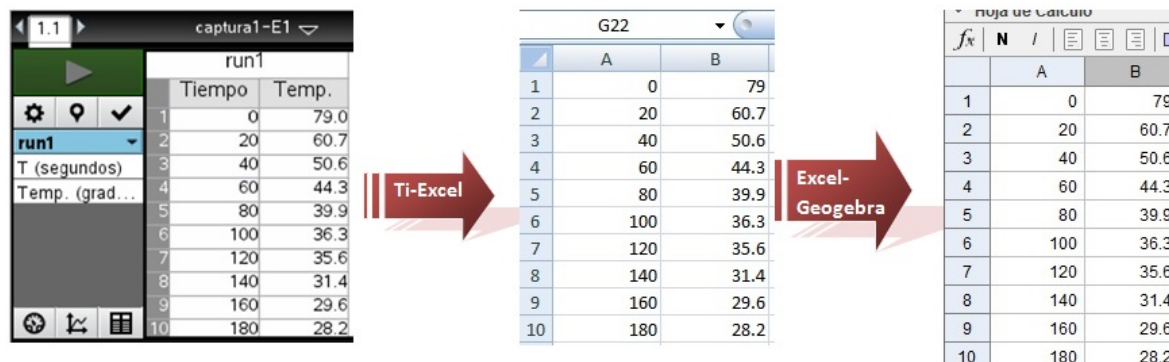 1.1 captura1-E1
run1
Tiempo Temp.
1 0 79.0
run1
2 20 60.7
T (segundos)
3 40 50.6
Temp. (grad...
4 60 44.3
5 80 39.9
6 100 36.3
7 120 35.6
8 140 31.4
9 160 29.6
10 180 28.2
Ti-Excel
G22
A B
1 0 79
2 20 60.7
3 40 50.6
4 60 44.3
5 80 39.9
6 100 36.3
7 120 35.6
8 140 31.4
9 160 29.6
10 180 28.2
Excel-
Geogebra
Hoja de Cálculo
fx N I
A B
1 0 79
2 20 60.7
3 40 50.6
4 60 44.3
5 80 39.9
6 100 36.3
7 120 35.6
8 140 31.4
9 160 29.6
10 180 28.2